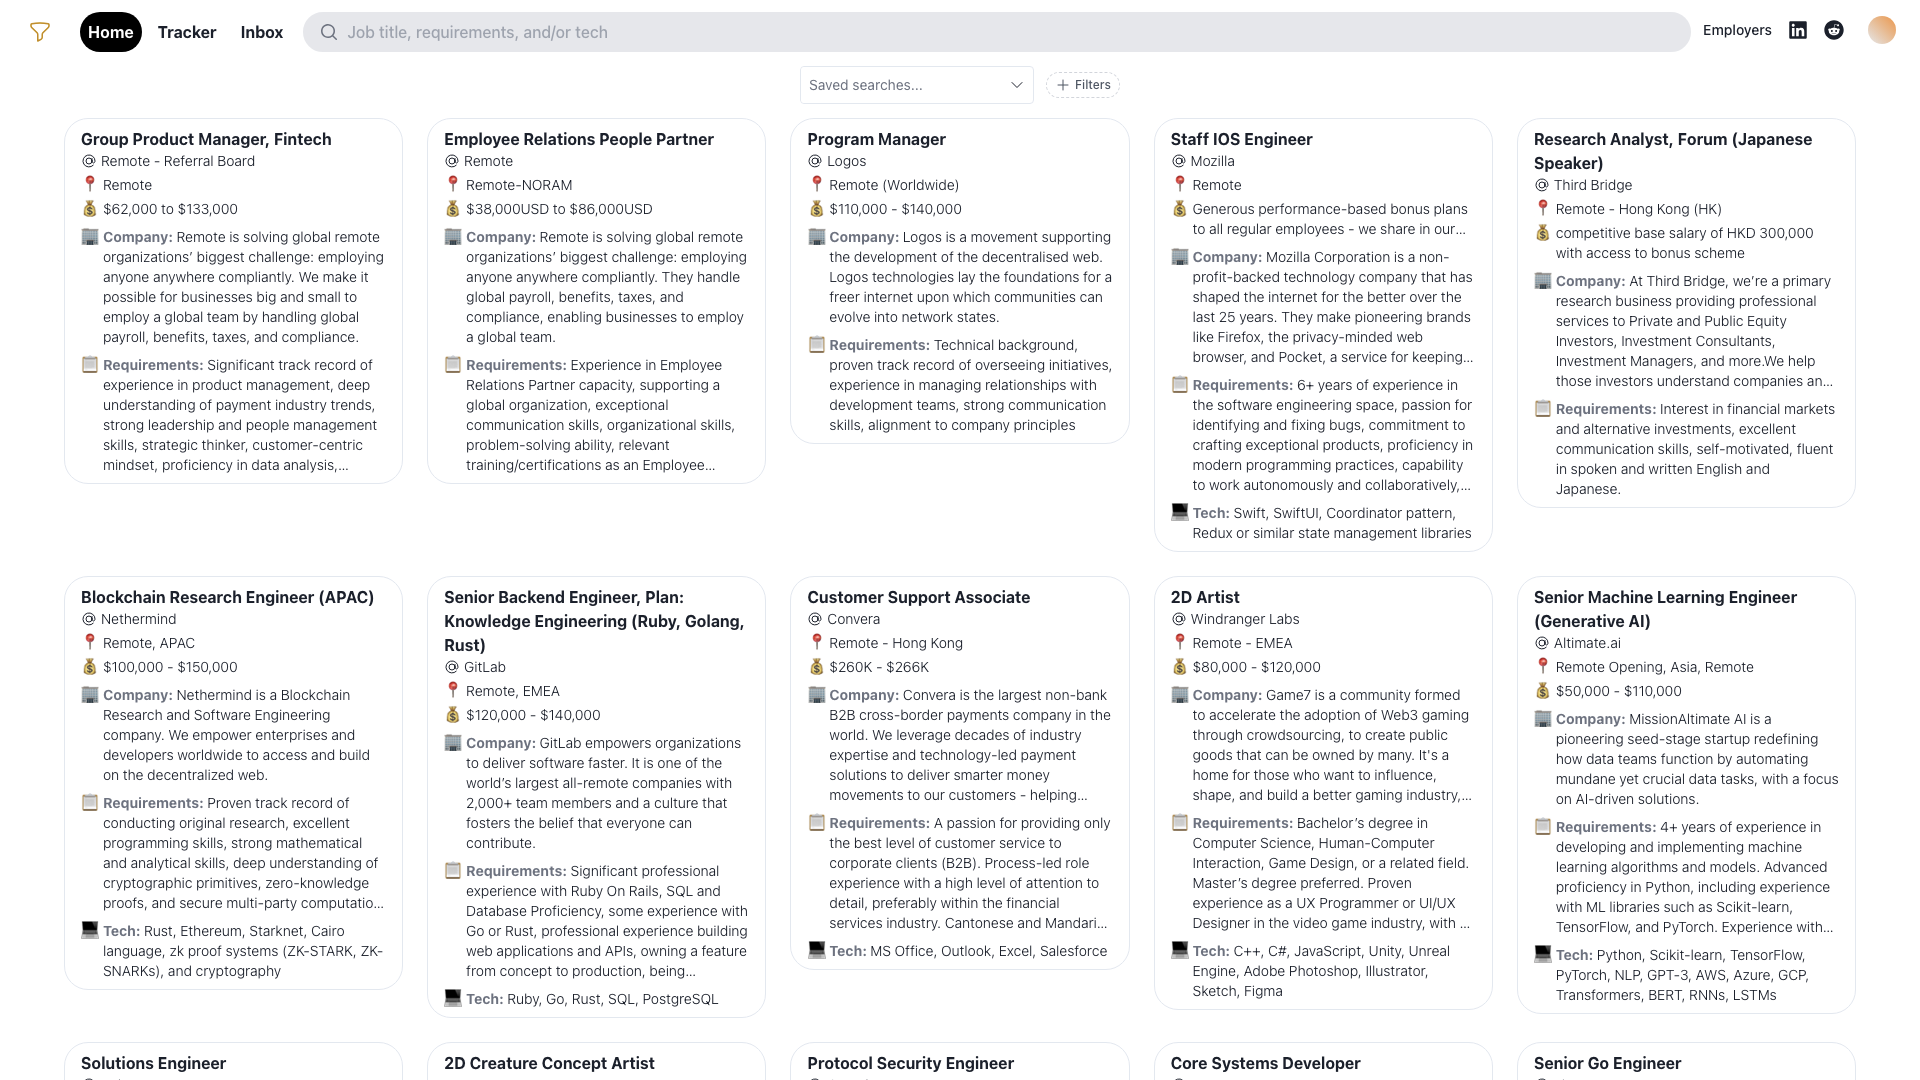 Home
Tracker
Inbox
Job title, requirements, and/or tech
Employers
Saved searches...
Filters
Group Product Manager, Fintech
Remote - Referral Board
Remote
$62,000 to $133,000
Company: Remote is solving global remote
organizations’ biggest challenge: employing
anyone anywhere compliantly. We make it
possible for businesses big and small to
employ a global team by handling global
payroll, benefits, taxes, and compliance.
Requirements: Significant track record of
experience in product management, deep
understanding of payment industry trends,
strong leadership and people management
skills, strategic thinker, customer-centric
mindset, proficiency in data analysis,...
Employee Relations People Partner
Remote
Remote-NORAM
$38,000USD to $86,000USD
Company: Remote is solving global remote
organizations’ biggest challenge: employing
anyone anywhere compliantly. They handle
global payroll, benefits, taxes, and
compliance, enabling businesses to employ
a global team.
Requirements: Experience in Employee
Relations Partner capacity, supporting a
global organization, exceptional
communication skills, organizational skills,
problem-solving ability, relevant
training/certifications as an Employee...
Program Manager
Logos
Remote (Worldwide)
$110,000 - $140,000
Company: Logos is a movement supporting
the development of the decentralised web.
Logos technologies lay the foundations for a
freer internet upon which communities can
evolve into network states.
Requirements: Technical background,
proven track record of overseeing initiatives,
experience in managing relationships with
development teams, strong communication
skills, alignment to company principles
Staff IOS Engineer
Mozilla
Remote
Generous performance-based bonus plans
to all regular employees - we share in our...
Company: Mozilla Corporation is a non-
profit-backed technology company that has
shaped the internet for the better over the
last 25 years. They make pioneering brands
like Firefox, the privacy-minded web
browser, and Pocket, a service for keeping...
Requirements: 6+ years of experience in
the software engineering space, passion for
identifying and fixing bugs, commitment to
crafting exceptional products, proficiency in
modern programming practices, capability
to work autonomously and collaboratively,...
Tech: Swift, SwiftUI, Coordinator pattern,
Redux or similar state management libraries
Research Analyst, Forum (Japanese
Speaker)
Third Bridge
Remote - Hong Kong (HK)
competitive base salary of HKD 300,000
with access to bonus scheme
Company: At Third Bridge, we’re a primary
research business providing professional
services to Private and Public Equity
Investors, Investment Consultants,
Investment Managers, and more.We help
those investors understand companies an...
Requirements: Interest in financial markets
and alternative investments, excellent
communication skills, self-motivated, fluent
in spoken and written English and
Japanese.
Blockchain Research Engineer (APAC)
Nethermind
Remote, APAC
$100,000 - $150,000
Company: Nethermind is a Blockchain
Research and Software Engineering
company. We empower enterprises and
developers worldwide to access and build
on the decentralized web.
Requirements: Proven track record of
conducting original research, excellent
programming skills, strong mathematical
and analytical skills, deep understanding of
cryptographic primitives, zero-knowledge
proofs, and secure multi-party computatio...
Tech: Rust, Ethereum, Starknet, Cairo
language, zk proof systems (ZK-STARK, ZK-
SNARKs), and cryptography
Senior Backend Engineer, Plan:
Knowledge Engineering (Ruby, Golang,
Rust)
GitLab
Remote, EMEA
$120,000 - $140,000
Company: GitLab empowers organizations
to deliver software faster. It is one of the
world’s largest all-remote companies with
2,000+ team members and a culture that
fosters the belief that everyone can
contribute.
Requirements: Significant professional
experience with Ruby On Rails, SQL and
Database Proficiency, some experience with
Go or Rust, professional experience building
web applications and APIs, owning a feature
from concept to production, being...
Tech: Ruby, Go, Rust, SQL, PostgreSQL
Customer Support Associate
Convera
Remote - Hong Kong
$260K - $266K
Company: Convera is the largest non-bank
B2B cross-border payments company in the
world. We leverage decades of industry
expertise and technology-led payment
solutions to deliver smarter money
movements to our customers - helping...
Requirements: A passion for providing only
the best level of customer service to
corporate clients (B2B). Process-led role
experience with a high level of attention to
detail, preferably within the financial
services industry. Cantonese and Mandari...
Tech: MS Office, Outlook, Excel, Salesforce
2D Artist
Windranger Labs
Remote - EMEA
$80,000 - $120,000
Company: Game7 is a community formed
to accelerate the adoption of Web3 gaming
through crowdsourcing, to create public
goods that can be owned by many. It's a
home for those who want to influence,
shape, and build a better gaming industry,...
Requirements: Bachelor’s degree in
Computer Science, Human-Computer
Interaction, Game Design, or a related field.
Master’s degree preferred. Proven
experience as a UX Programmer or UI/UX
Designer in the video game industry, with ...
Tech: C++, C#, JavaScript, Unity, Unreal
Engine, Adobe Photoshop, Illustrator,
Sketch, Figma
Senior Machine Learning Engineer
(Generative AI)
Altimate.ai
Remote Opening, Asia, Remote
$50,000 - $110,000
Company: MissionAltimate AI is a
pioneering seed-stage startup redefining
how data teams function by automating
mundane yet crucial data tasks, with a focus
on AI-driven solutions.
Requirements: 4+ years of experience in
developing and implementing machine
learning algorithms and models. Advanced
proficiency in Python, including experience
with ML libraries such as Scikit-learn,
TensorFlow, and PyTorch. Experience with...
Tech: Python, Scikit-learn, TensorFlow,
PyTorch, NLP, GPT-3, AWS, Azure, GCP,
Transformers, BERT, RNNs, LSTMs
Solutions Engineer
2D Creature Concept Artist
Protocol Security Engineer
Core Systems Developer
Senior Go Engineer